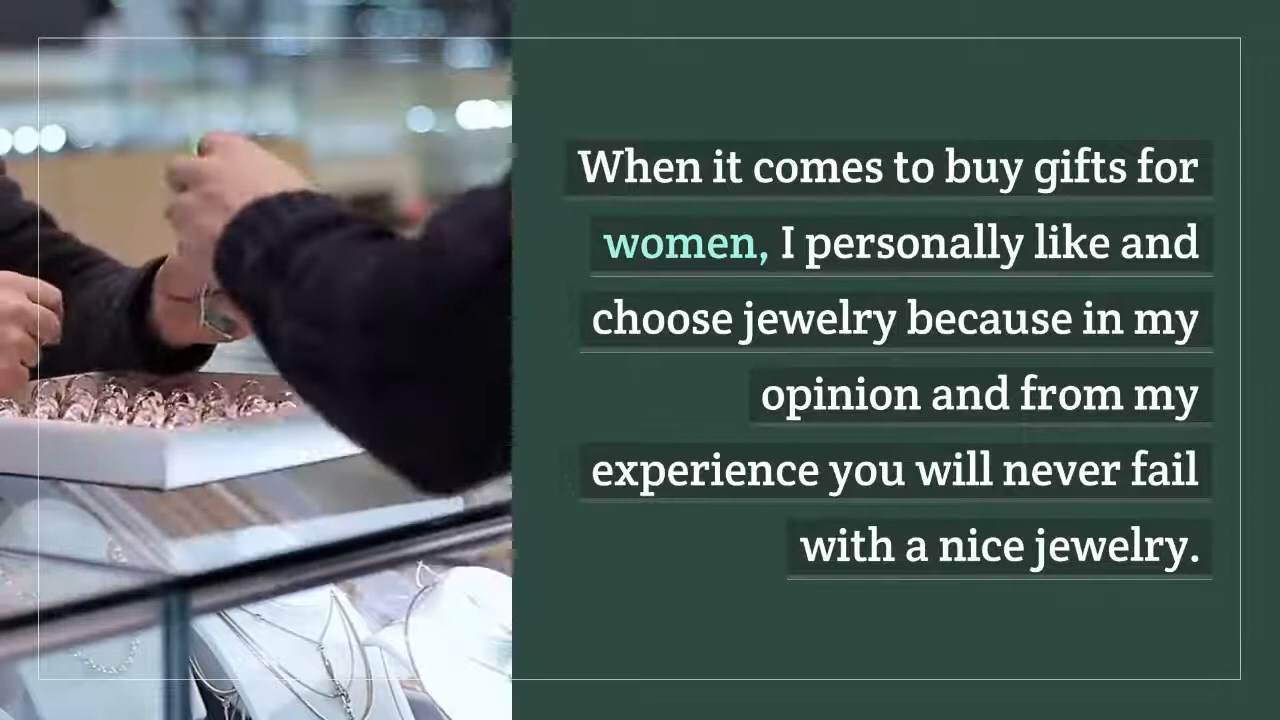 When it comes to buy gifts for
women, I personally like and
choose jewelry because in my
opinion and from my
experience you will never fail
with a nice jewelry.